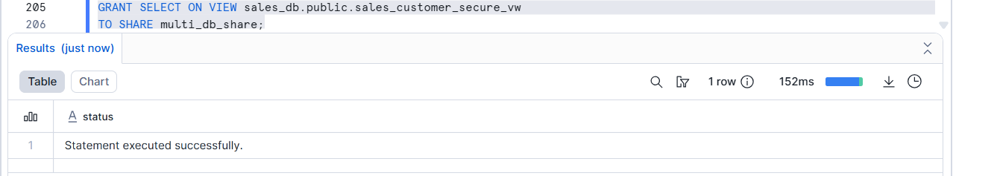 205 GRANT SELECT ON VIEW sales_db.public.sales_customer_secure_vw
206 TO SHARE multi_db_share;
Results (just now)
Table Chart 1 row 152ms
A status
1 Statement executed successfully.